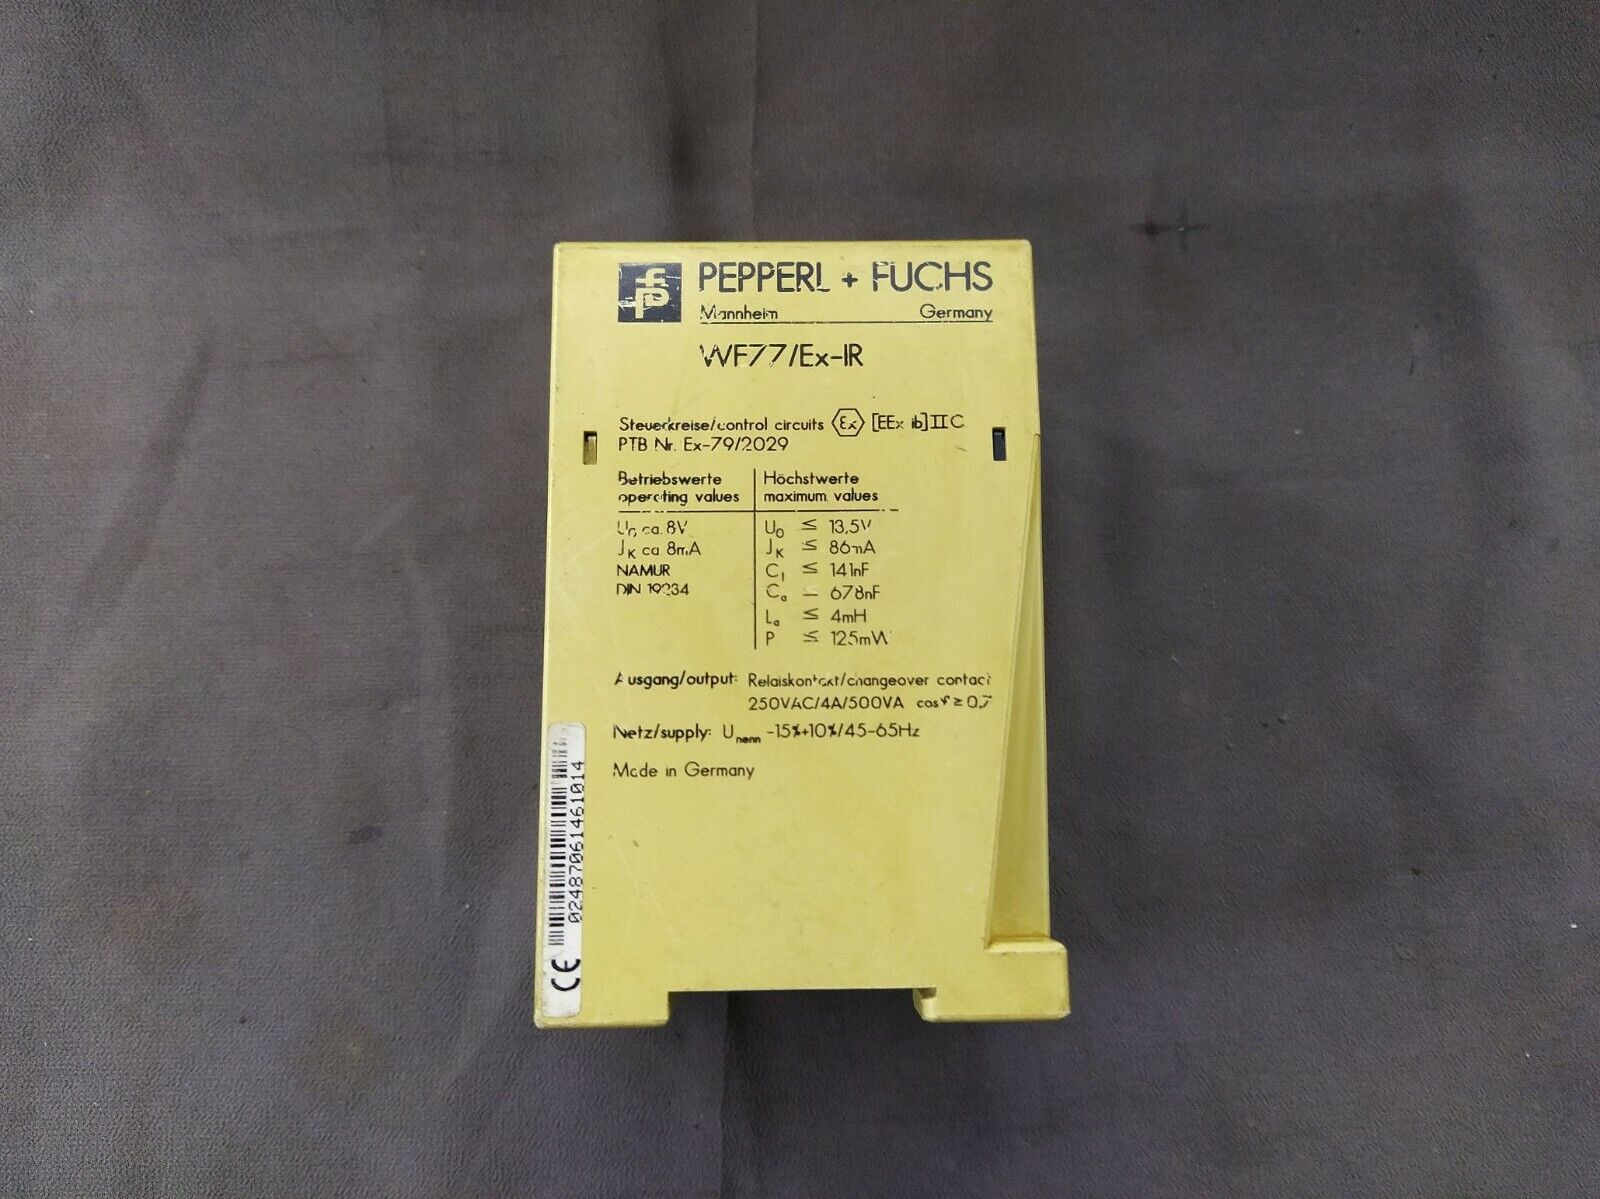 PEPPERL + FUCHS
Mannheim Germany
WF77/Ex-IR
Steuerkreise/control circuits Ex [EEx ib] II C
PTB Nr. Ex-79/2029
Betriebswerte Höchstwerte
operating values maximum values
U₀ ca. 8V U₀ ≤ 13,5V
Jₖ ca. 8mA Jₖ ≤ 86mA
NAMUR Cᵢ ≤ 141nF
DIN 19234 Cₐ = 678nF
Lₐ ≤ 4mH
P ≤ 125mW
Ausgang/output: Relaiskontakt/changeover contact
250VAC/4A/500VA cos φ ≥ 0,7
Netz/supply: Uₙₑₙₙ -15%+10%/45-65Hz
Made in Germany
02487061461014
CE